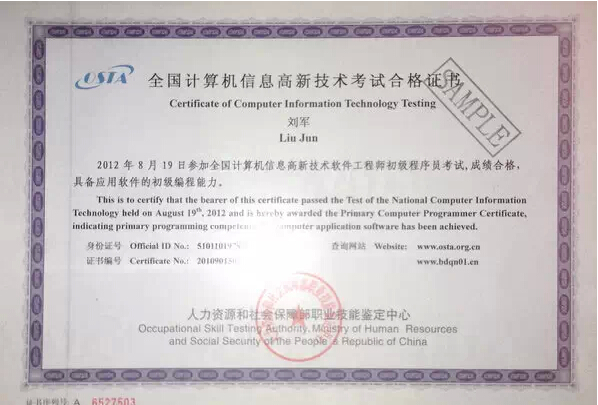 OSTA
全国计算机信息高新技术考试合格证书
Certificate of Computer Information Technology Testing
SAMPLE
刘军
Liu Jun
2012年8月19日参加全国计算机信息高新技术软件工程师初级程序员考试,成绩合格,
具备应用软件的初级编程能力。
This is to certify that the bearer of this certificate passed the Test of the National Computer Information
Technology held on August 19th, 2012 and is hereby awarded the Primary Computer Programmer Certificate,
indicating primary programming computer application software has been achieved.
身份证号 Official ID No.: 查询网站 Website: www.osta.org.cn
证书编号 Certificate No.: www.bdqn01.cn
人力资源和社会保障部职业技能鉴定中心
Occupational Skill Testing Authority, Ministry of Human Resources
and Social Security of the People's Republic of China
A 6527503